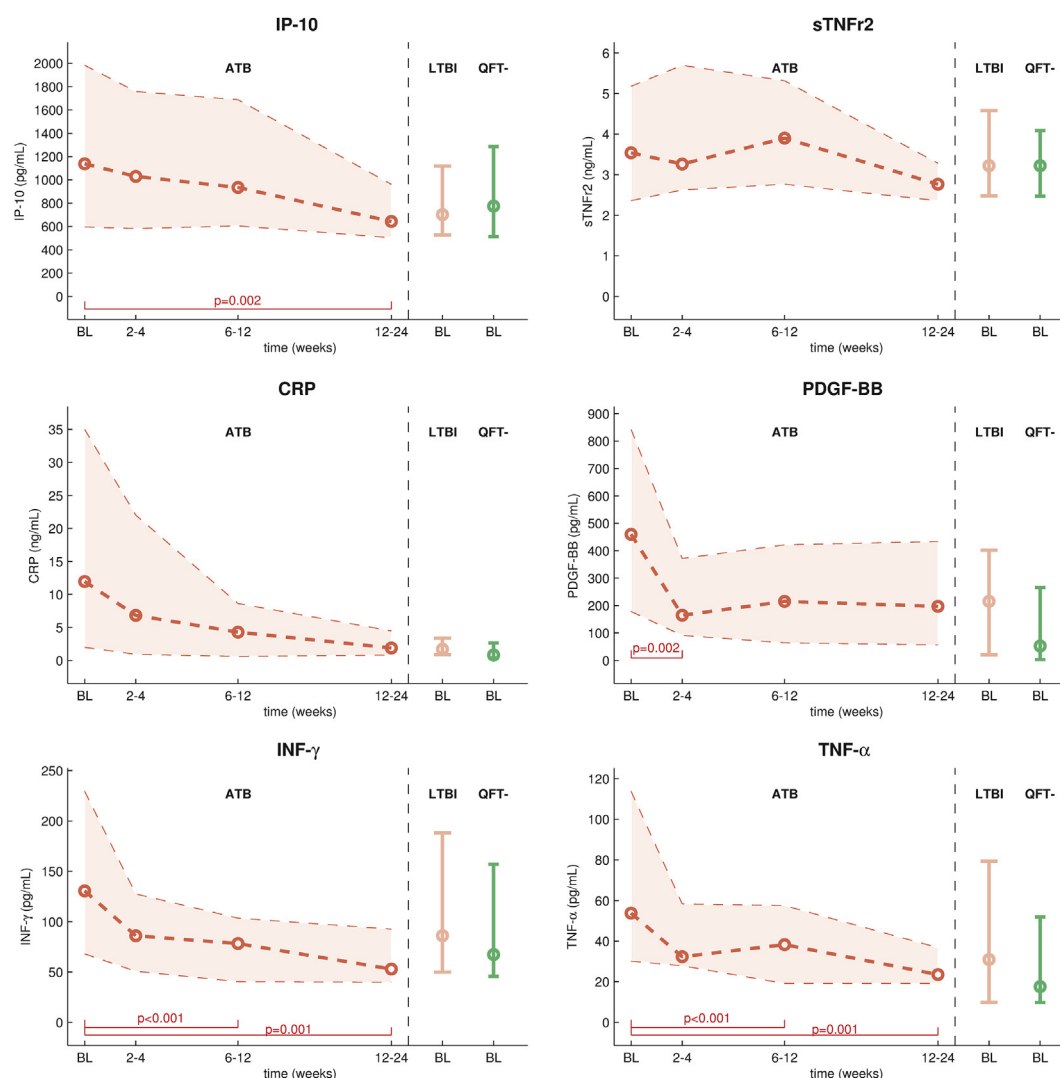 IP-10
IP-10 (pg/mL)
2000
1800
1600
1400
1200
1000
800
600
400
200
0
ATB
LTBI
QFT-
p=0.002
BL
2-4
6-12
12-24
BL
BL
time (weeks)
sTNFr2
sTNFr2 (ng/mL)
6
5
4
3
2
1
0
ATB
LTBI
QFT-
BL
2-4
6-12
12-24
BL
BL
time (weeks)
CRP
CRP (ng/mL)
35
30
25
20
15
10
5
0
ATB
LTBI
QFT-
BL
2-4
6-12
12-24
BL
BL
time (weeks)
PDGF-BB
PDGF-BB (pg/mL)
900
800
700
600
500
400
300
200
100
0
ATB
LTBI
QFT-
p=0.002
BL
2-4
6-12
12-24
BL
BL
time (weeks)
INF-γ
INF-γ (pg/mL)
250
200
150
100
50
0
ATB
LTBI
QFT-
p<0.001
p=0.001
BL
2-4
6-12
12-24
BL
BL
time (weeks)
TNF-α
TNF-α (pg/mL)
120
100
80
60
40
20
0
ATB
LTBI
QFT-
p<0.001
p=0.001
BL
2-4
6-12
12-24
BL
BL
time (weeks)